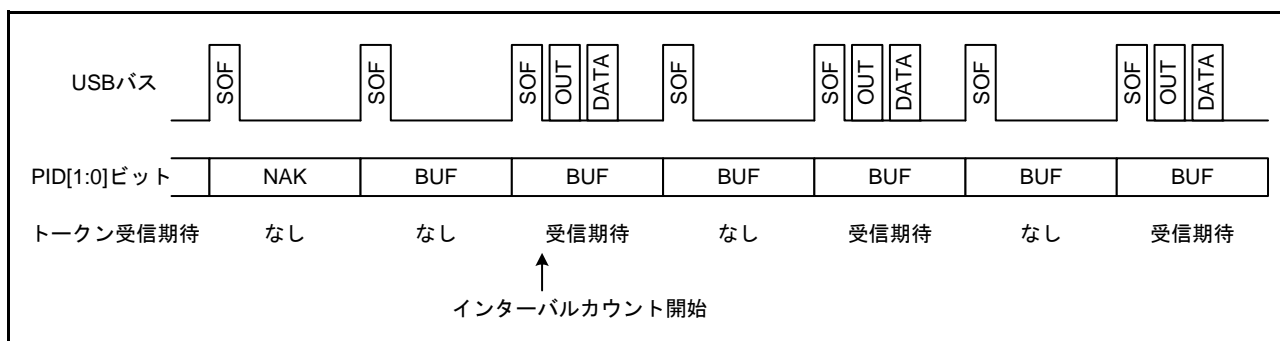 USBバス SOF SOF SOF OUT DATA SOF SOF OUT DATA SOF SOF OUT DATA
PID[1:0]ビット NAK BUF BUF BUF BUF BUF BUF
トークン受信期待 なし なし 受信期待 なし 受信期待 なし 受信期待
インターバルカウント開始